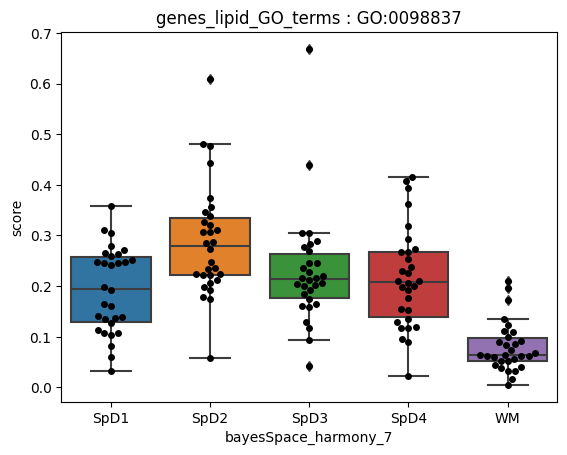 genes_lipid_GO_terms : GO:0098837
0.7
0.6
0.5
0.4
0.3
0.2
0.1
0.0
score
SpD1 SpD2 SpD3 SpD4 WM
bayesSpace_harmony_7